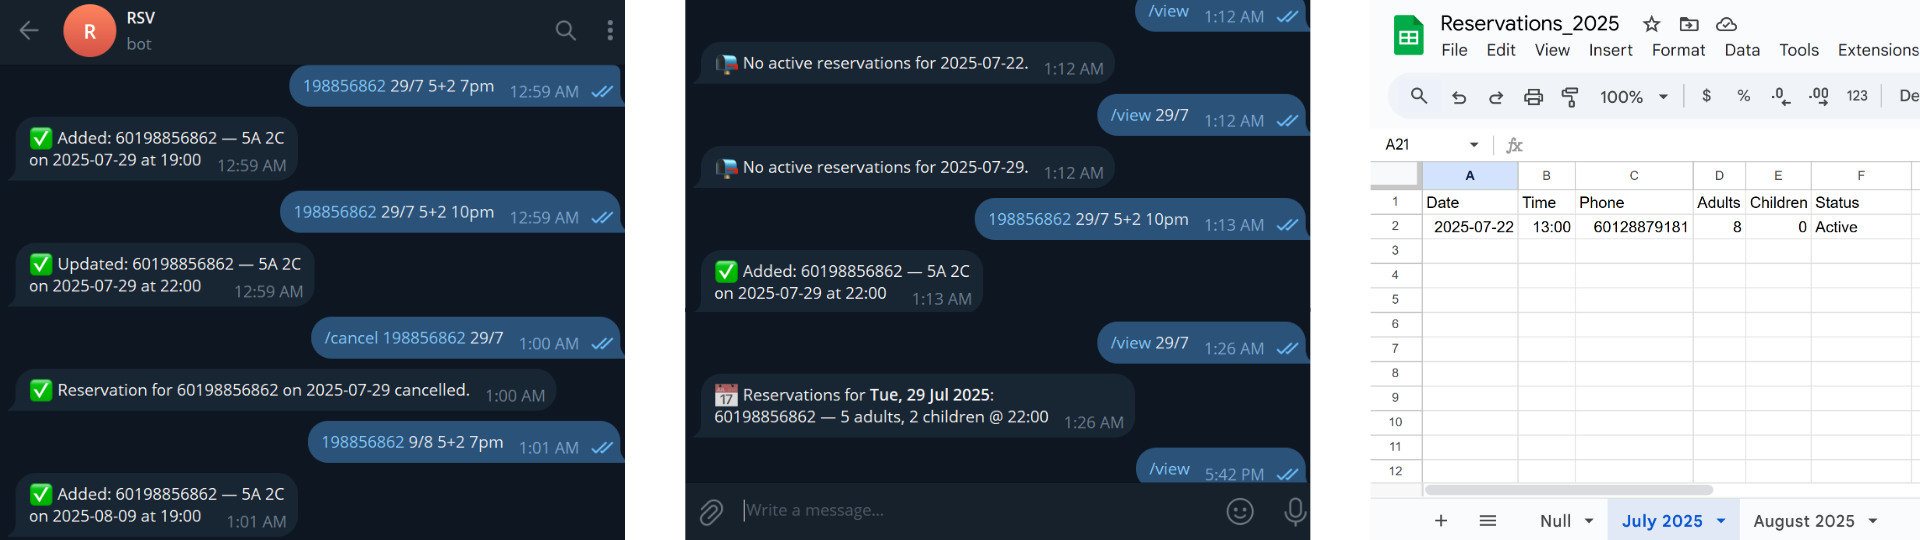 RSV
bot
198856862 29/7 5+2 7pm 12:59 AM
Added: 60198856862 — 5A 2C
on 2025-07-29 at 19:00 12:59 AM
198856862 29/7 5+2 10pm 12:59 AM
Updated: 60198856862 — 5A 2C
on 2025-07-29 at 22:00 12:59 AM
/cancel 198856862 29/7 1:00 AM
Reservation for 60198856862 on 2025-07-29 cancelled. 1:00 AM
198856862 9/8 5+2 7pm 1:01 AM
Added: 60198856862 — 5A 2C
on 2025-08-09 at 19:00 1:01 AM
/view 1:12 AM
No active reservations for 2025-07-22. 1:12 AM
/view 29/7 1:12 AM
No active reservations for 2025-07-29. 1:12 AM
198856862 29/7 5+2 10pm 1:13 AM
Added: 60198856862 — 5A 2C
on 2025-07-29 at 22:00 1:13 AM
/view 29/7 1:26 AM
Reservations for Tue, 29 Jul 2025:
60198856862 — 5 adults, 2 children @ 22:00 1:26 AM
/view 5:42 PM
Write a message...
Reservations_2025
File Edit View Insert Format Data Tools Extensions
100% $ % .0 .00 123 De
A21 fx
A B C D E F
1 Date Time Phone Adults Children Status
2 2025-07-22 13:00 60128879181 8 0 Active
3
4
5
6
7
8
9
10
11
12
Null July 2025 August 2025